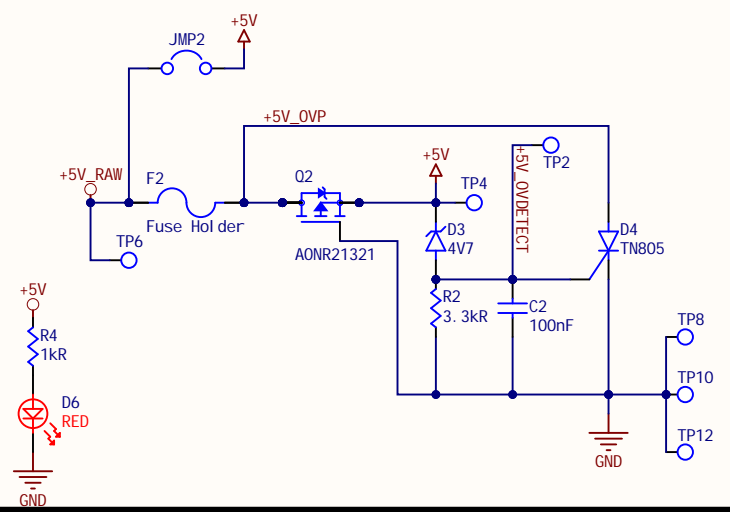 +5V
JMP2
+5V_OVP
+5V_RAW
F2
Fuse Holder
TP6
Q2
AONR21321
+5V
TP4
D3
4V7
+5V_OVDETECT
TP2
D4
TN805
R2
3.3kR
C2
100nF
TP8
TP10
TP12
GND
+5V
R4
1kR
D6
RED
GND